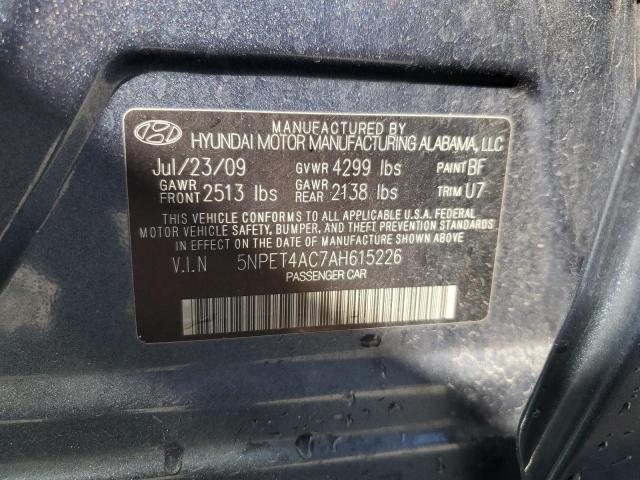 MANUFACTURED BY
HYUNDAI MOTOR MANUFACTURING ALABAMA, LLC
Jul/23/09 GVWR 4299 lbs PAINT BF
GAWR FRONT 2513 lbs GAWR REAR 2138 lbs TRIM U7
THIS VEHICLE CONFORMS TO ALL APPLICABLE U.S.A. FEDERAL
MOTOR VEHICLE SAFETY, BUMPER, AND THEFT PREVENTION STANDARDS
IN EFFECT ON THE DATE OF MANUFACTURE SHOWN ABOVE.
V.I.N 5NPET4AC7AH615226
PASSENGER CAR